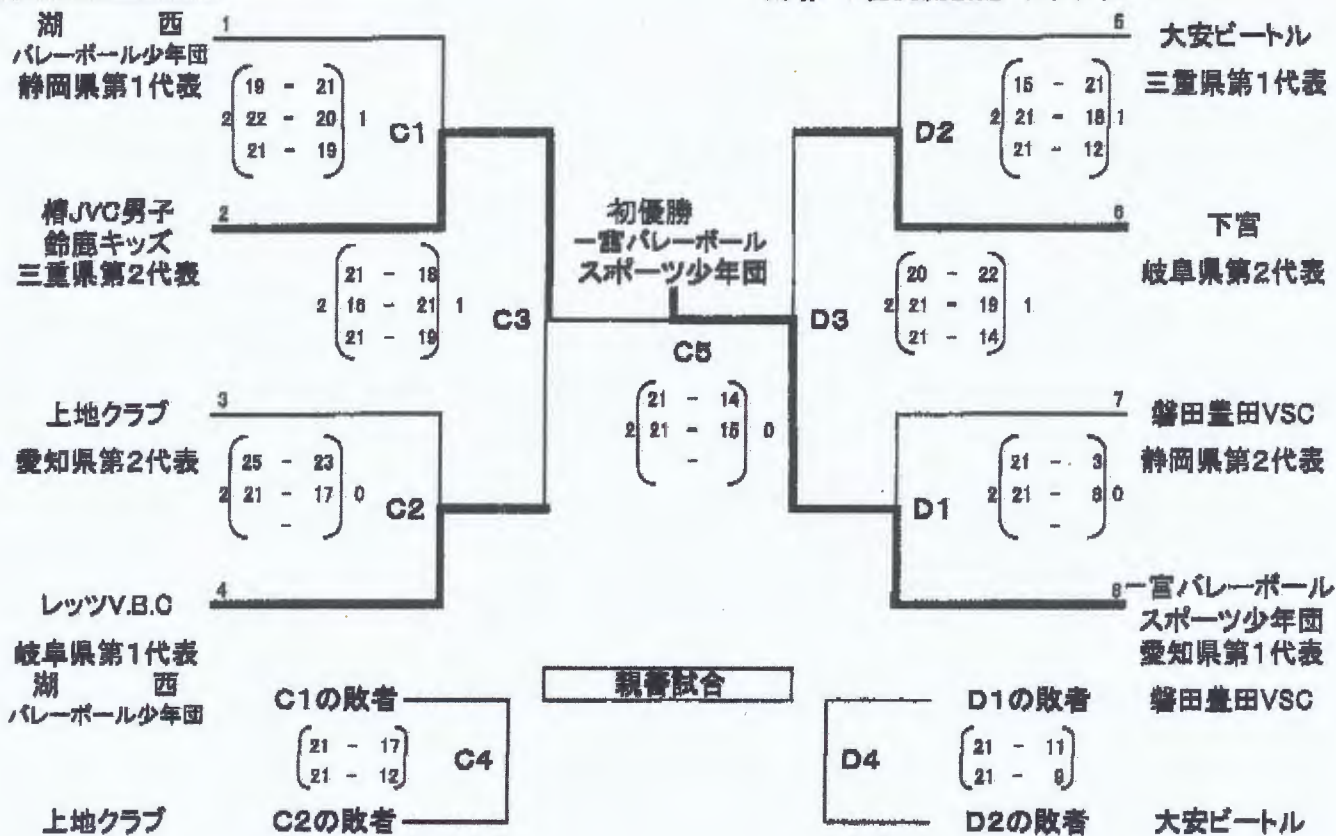 湖 西
バレーボール少年団
静岡県第1代表
1
19 - 21
2 22 - 20 1
21 - 19
C1
椿JVC男子
鈴鹿キッズ
三重県第2代表
2
21 - 18
2 18 - 21 1
21 - 19
C3
上地クラブ
愛知県第2代表
3
25 - 23
2 21 - 17 0
-
C2
レッツV.B.C
岐阜県第1代表
4
初優勝
一宮バレーボール
スポーツ少年団
C5
21 - 14
2 21 - 15 0
-
5
大安ビートル
三重県第1代表
15 - 21
2 21 - 18 1
21 - 12
D2
6
下宮
岐阜県第2代表
20 - 22
2 21 - 19 1
21 - 14
D3
7
磐田豊田VSC
静岡県第2代表
21 - 3
2 21 - 8 0
-
D1
8
一宮バレーボール
スポーツ少年団
愛知県第1代表
親善試合
湖 西
バレーボール少年団
C1の敗者
21 - 17
21 - 12
C4
上地クラブ
C2の敗者
D1の敗者
磐田豊田VSC
D4
21 - 11
21 - 9
D2の敗者
大安ビートル